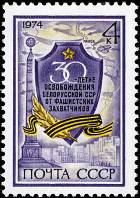 1974
4
к
30-ЛЕТИЕ
ОСВОБОЖДЕНИЯ
БЕЛОРУССКОЙ ССР
ОТ ФАШИСТСКИХ
ЗАХВАТЧИКОВ
ПОЧТА СССР